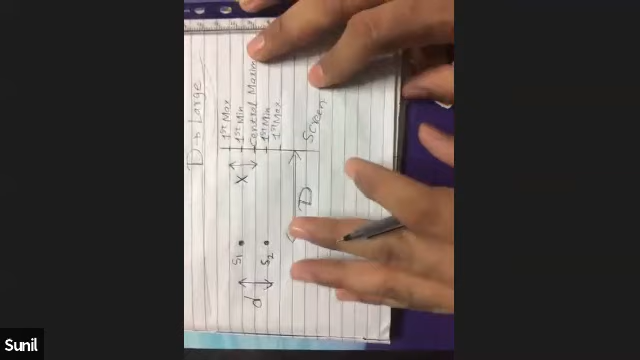 D → Large
1st Max
1st Min
Central Maxim
1st Min
1st Max
Screen
X
D
S1
S2
d
Sunil